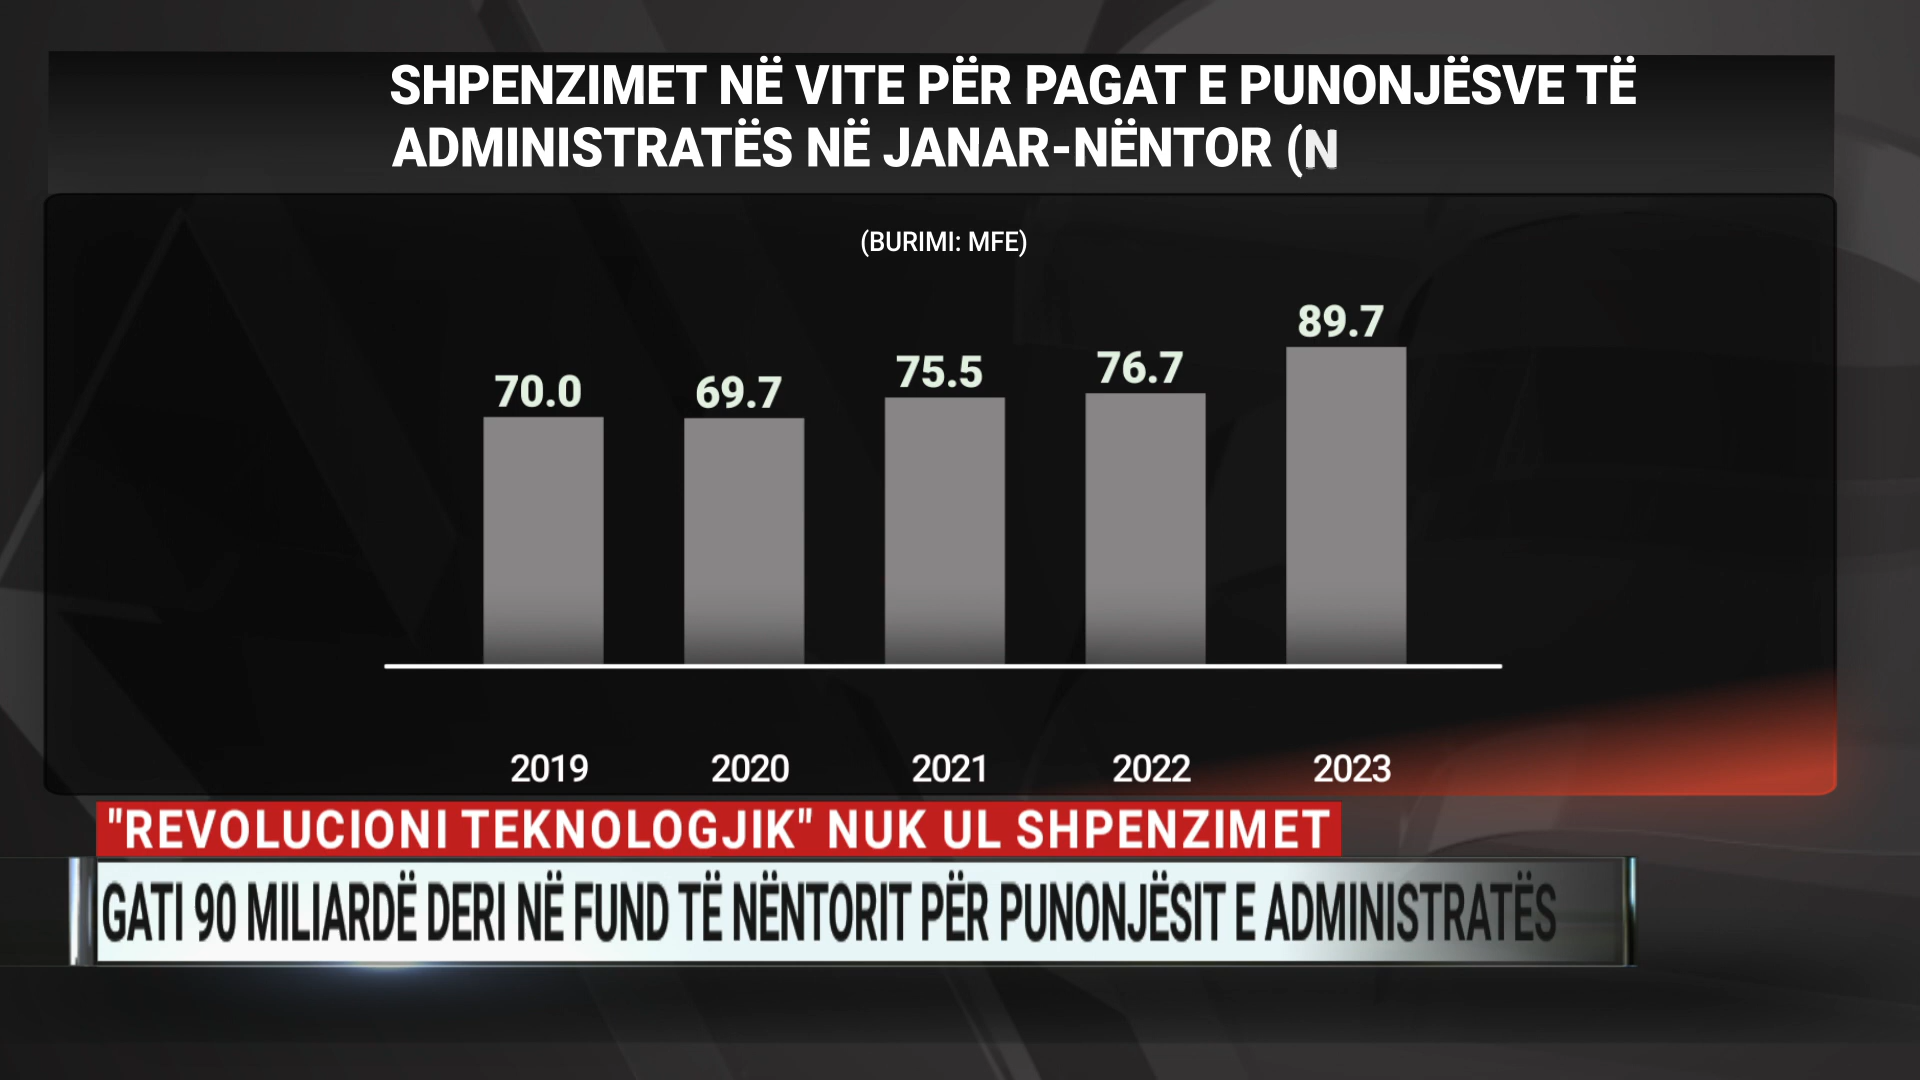 SHPENZIMET NË VITE PËR PAGAT E PUNONJËSVE TË
ADMINISTRATËS NË JANAR-NËNTOR (N
(BURIMI: MFE)
70.0 69.7 75.5 76.7 89.7
2019 2020 2021 2022 2023
"REVOLUCIONI TEKNOLOGJIK" NUK UL SHPENZIMET
GATI 90 MILIARDË DERI NË FUND TË NËNTORIT PËR PUNONJËSIT E ADMINISTRATËS